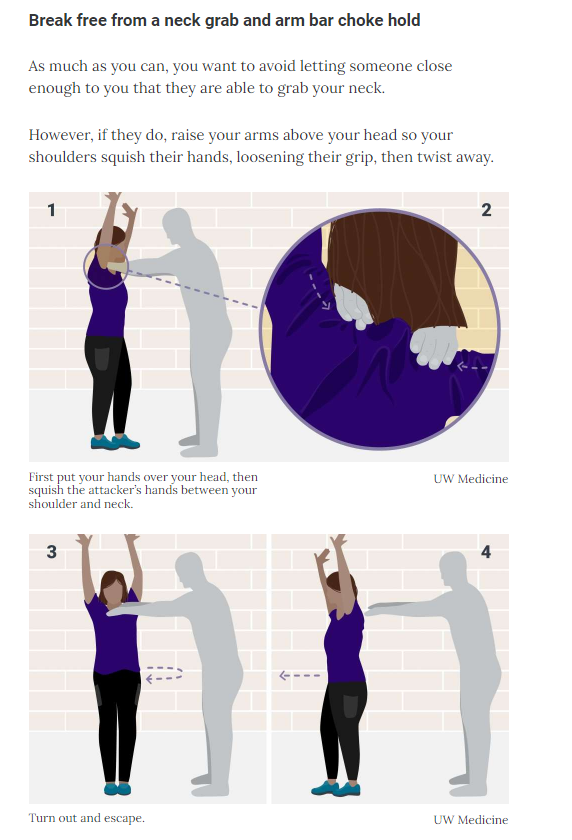 Break free from a neck grab and arm bar choke hold
As much as you can, you want to avoid letting someone close
enough to you that they are able to grab your neck.
However, if they do, raise your arms above your head so your
shoulders squish their hands, loosening their grip, then twist away.
1
2
First put your hands over your head, then
squish the attacker's hands between your
shoulder and neck.
UW Medicine
3
4
Turn out and escape.
UW Medicine